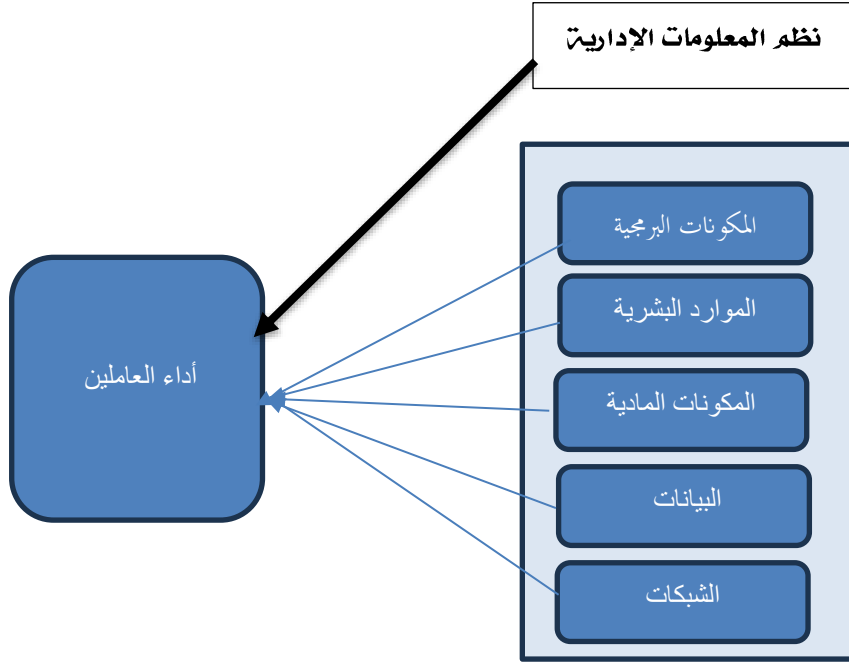 نظم المعلومات الإدارية
المكونات البرمجية
الموارد البشرية
أداء العاملين
المكونات المادية
البيانات
الشبكات